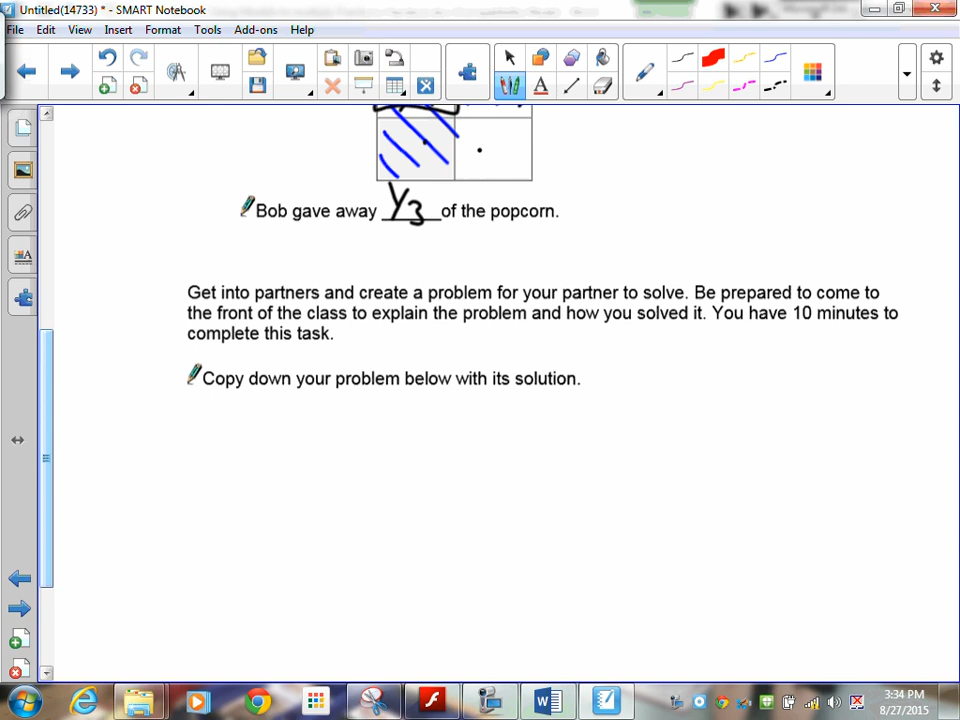 Untitled(14733) * - SMART Notebook
File Edit View Insert Format Tools Add-ons Help
Bob gave away 1/3 of the popcorn.
Get into partners and create a problem for your partner to solve. Be prepared to come to
the front of the class to explain the problem and how you solved it. You have 10 minutes to
complete this task.
Copy down your problem below with its solution.
3:34 PM
8/27/2015